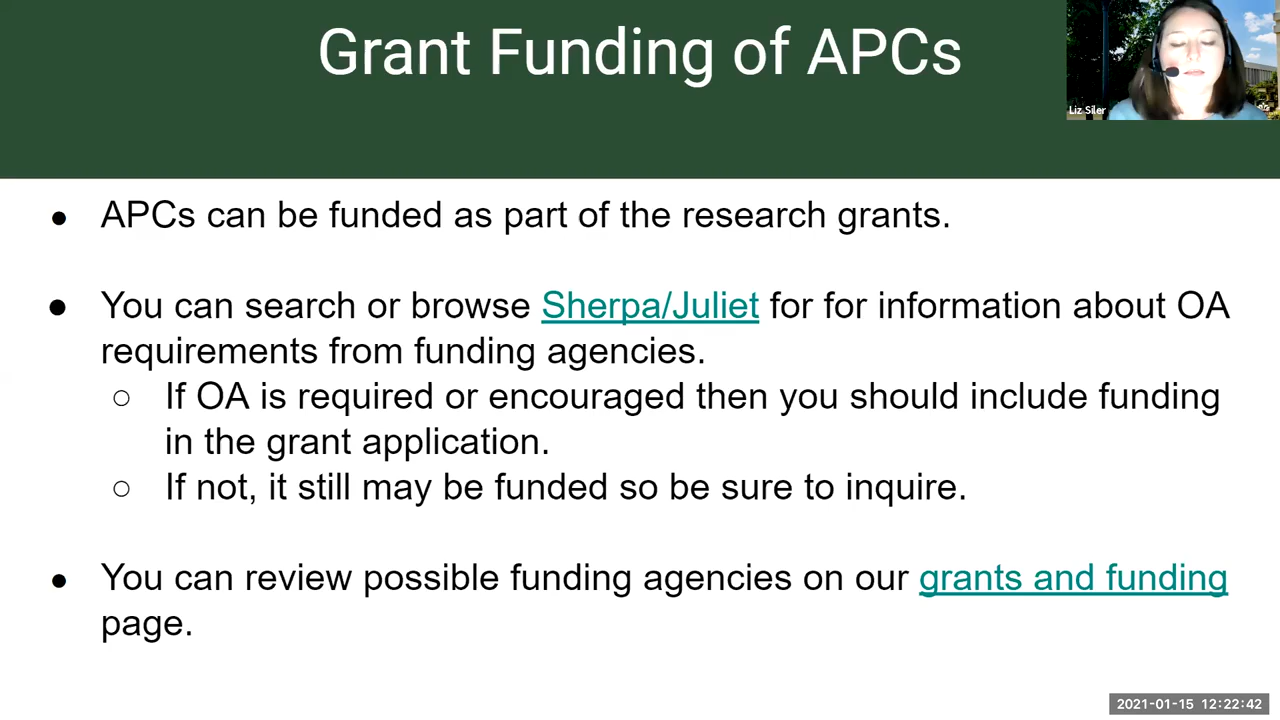 Grant Funding of APCs
Liz Siler
● APCs can be funded as part of the research grants.
● You can search or browse Sherpa/Juliet for for information about OA
requirements from funding agencies.
○ If OA is required or encouraged then you should include funding
in the grant application.
○ If not, it still may be funded so be sure to inquire.
● You can review possible funding agencies on our grants and funding
page.
2021-01-15 12:22:42